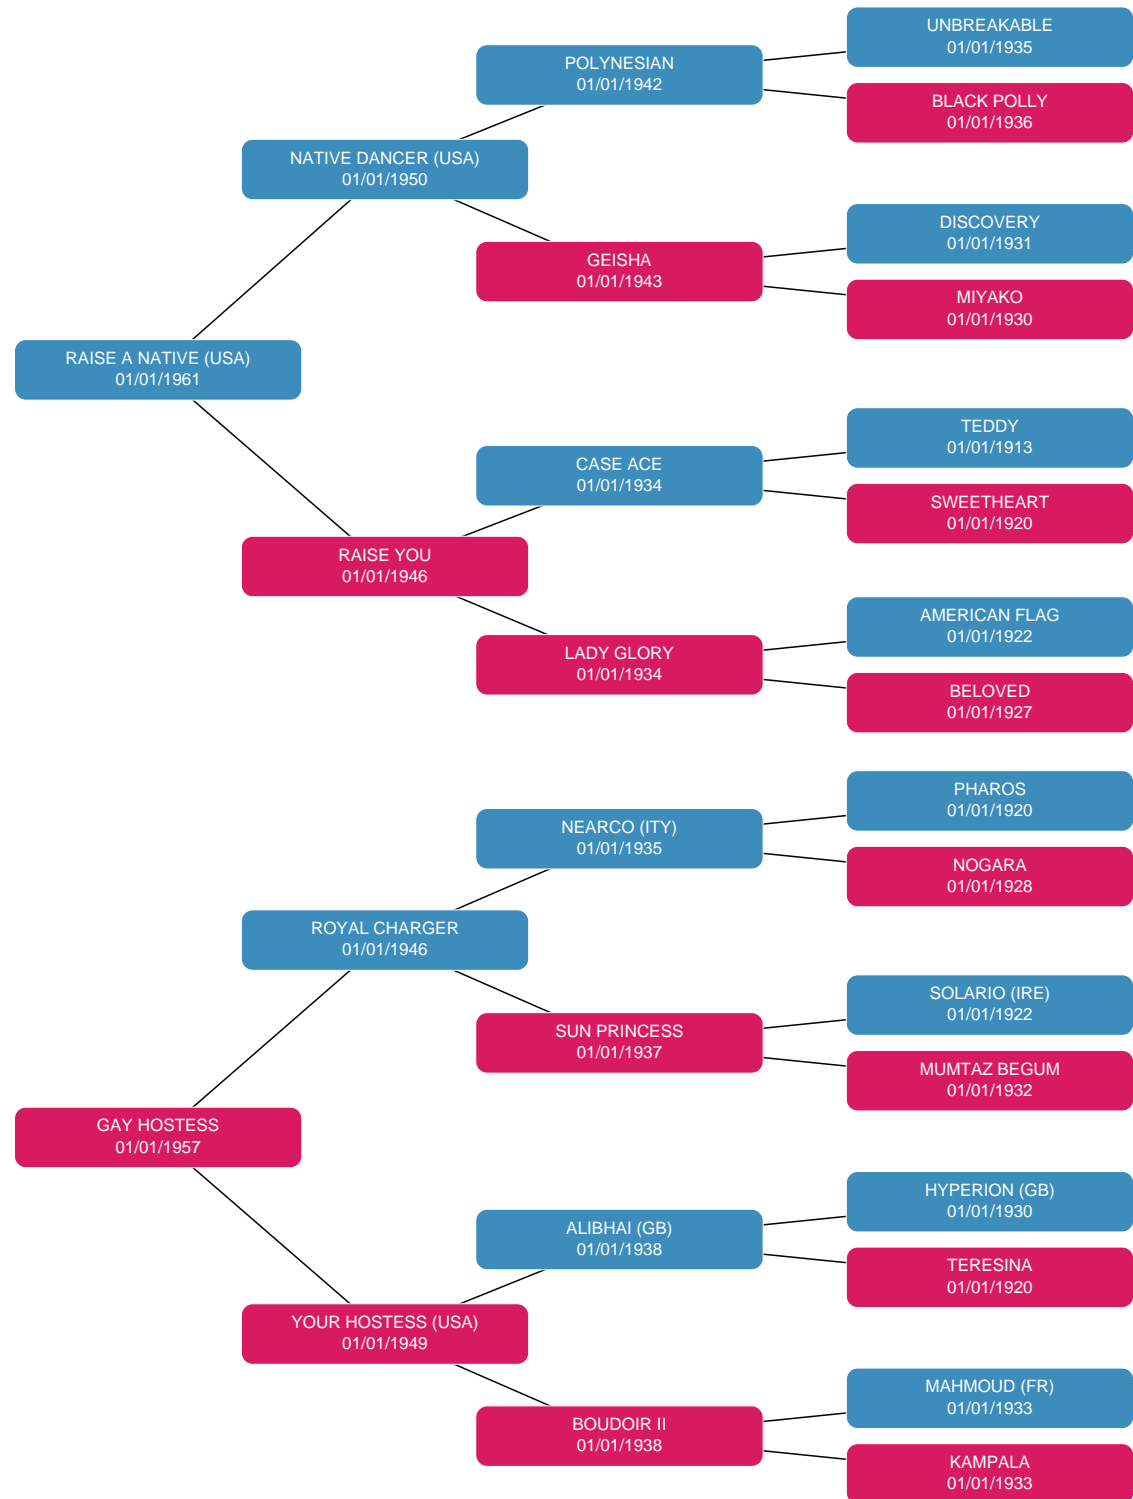 UNBREAKABLE
01/01/1935
POLYNESIAN
01/01/1942
BLACK POLLY
01/01/1936
NATIVE DANCER (USA)
01/01/1950
DISCOVERY
01/01/1931
GEISHA
01/01/1943
MIYAKO
01/01/1930
RAISE A NATIVE (USA)
01/01/1961
TEDDY
01/01/1913
CASE ACE
01/01/1934
SWEETHEART
01/01/1920
RAISE YOU
01/01/1946
AMERICAN FLAG
01/01/1922
LADY GLORY
01/01/1934
BELOVED
01/01/1927
PHAROS
01/01/1920
NEARCO (ITY)
01/01/1935
NOGARA
01/01/1928
ROYAL CHARGER
01/01/1946
SOLARIO (IRE)
01/01/1922
SUN PRINCESS
01/01/1937
MUMTAZ BEGUM
01/01/1932
GAY HOSTESS
01/01/1957
HYPERION (GB)
01/01/1930
ALIBHAI (GB)
01/01/1938
TERESINA
01/01/1920
YOUR HOSTESS (USA)
01/01/1949
MAHMOUD (FR)
01/01/1933
BOUDOIR II
01/01/1938
KAMPALA
01/01/1933